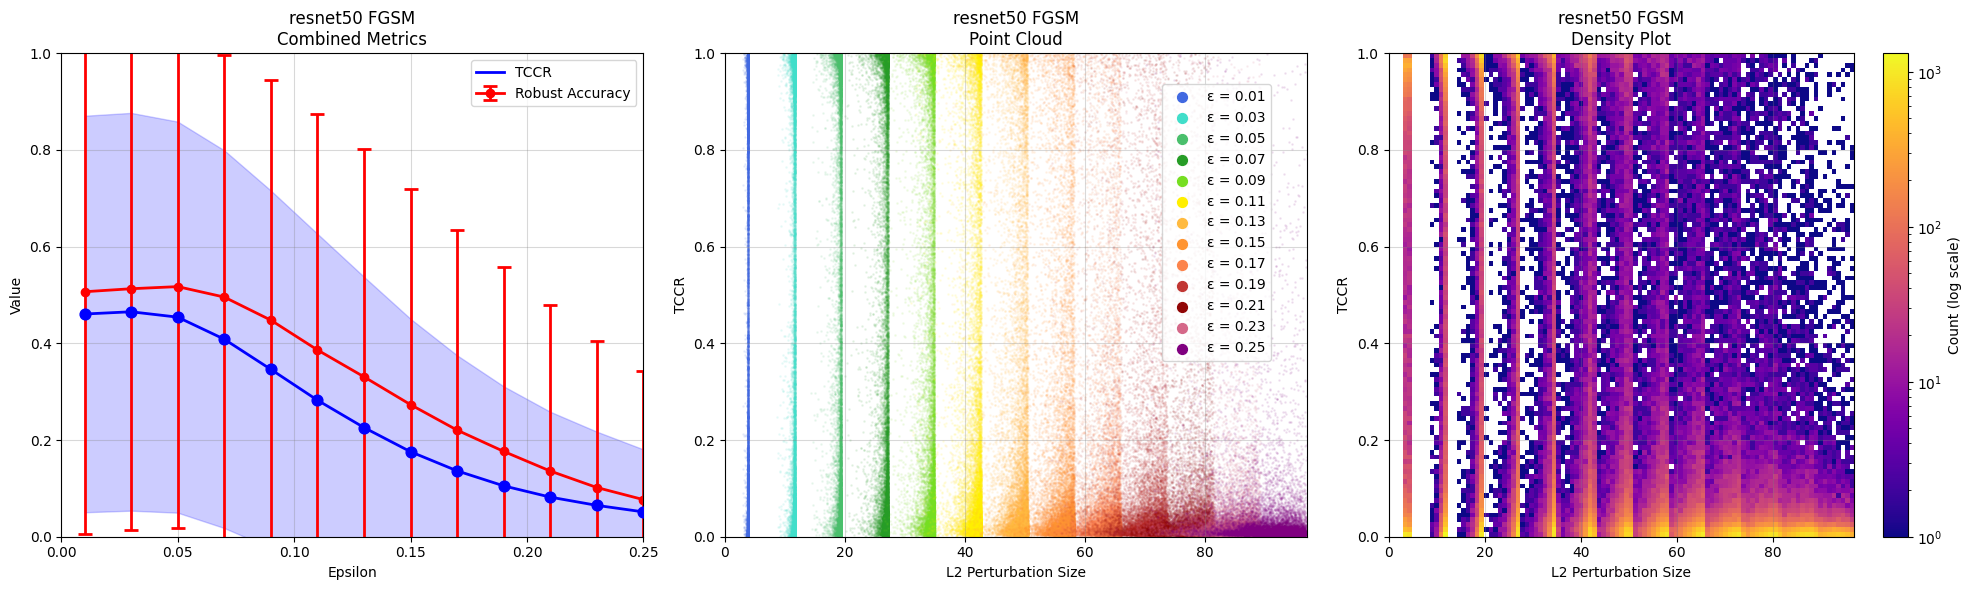 resnet50 FGSM
Combined Metrics
1.0
0.8
0.6
0.4
0.2
0.0
Value
0.00
0.05
0.10
0.15
0.20
0.25
Epsilon
TCCR
Robust Accuracy
resnet50 FGSM
Point Cloud
1.0
0.8
0.6
0.4
0.2
0.0
TCCR
0
20
40
60
80
L2 Perturbation Size
ε = 0.01
ε = 0.03
ε = 0.05
ε = 0.07
ε = 0.09
ε = 0.11
ε = 0.13
ε = 0.15
ε = 0.17
ε = 0.19
ε = 0.21
ε = 0.23
ε = 0.25
resnet50 FGSM
Density Plot
1.0
0.8
0.6
0.4
0.2
0.0
TCCR
0
20
40
60
80
L2 Perturbation Size
10³
10²
10¹
10⁰
Count (log scale)